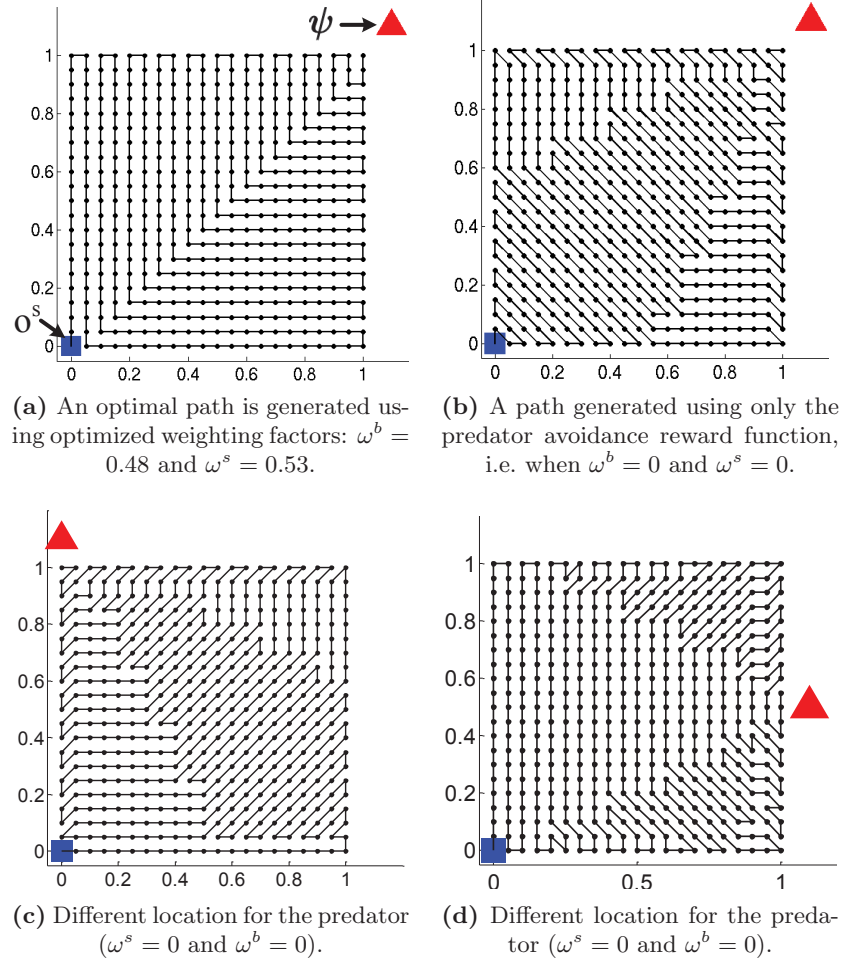 ψ
1
0.8
0.6
0.4
0.2
0
o^s
0 0.2 0.4 0.6 0.8 1
1
0.8
0.6
0.4
0.2
0
0 0.2 0.4 0.6 0.8 1
(a) An optimal path is generated us-
ing optimized weighting factors: ω^b =
0.48 and ω^s = 0.53.
(b) A path generated using only the
predator avoidance reward function,
i.e. when ω^b = 0 and ω^s = 0.
1
0.8
0.6
0.4
0.2
0
0 0.2 0.4 0.6 0.8 1
1
0.8
0.6
0.4
0.2
0
0 0.5 1
(c) Different location for the predator
(ω^s = 0 and ω^b = 0).
(d) Different location for the preda-
tor (ω^s = 0 and ω^b = 0).